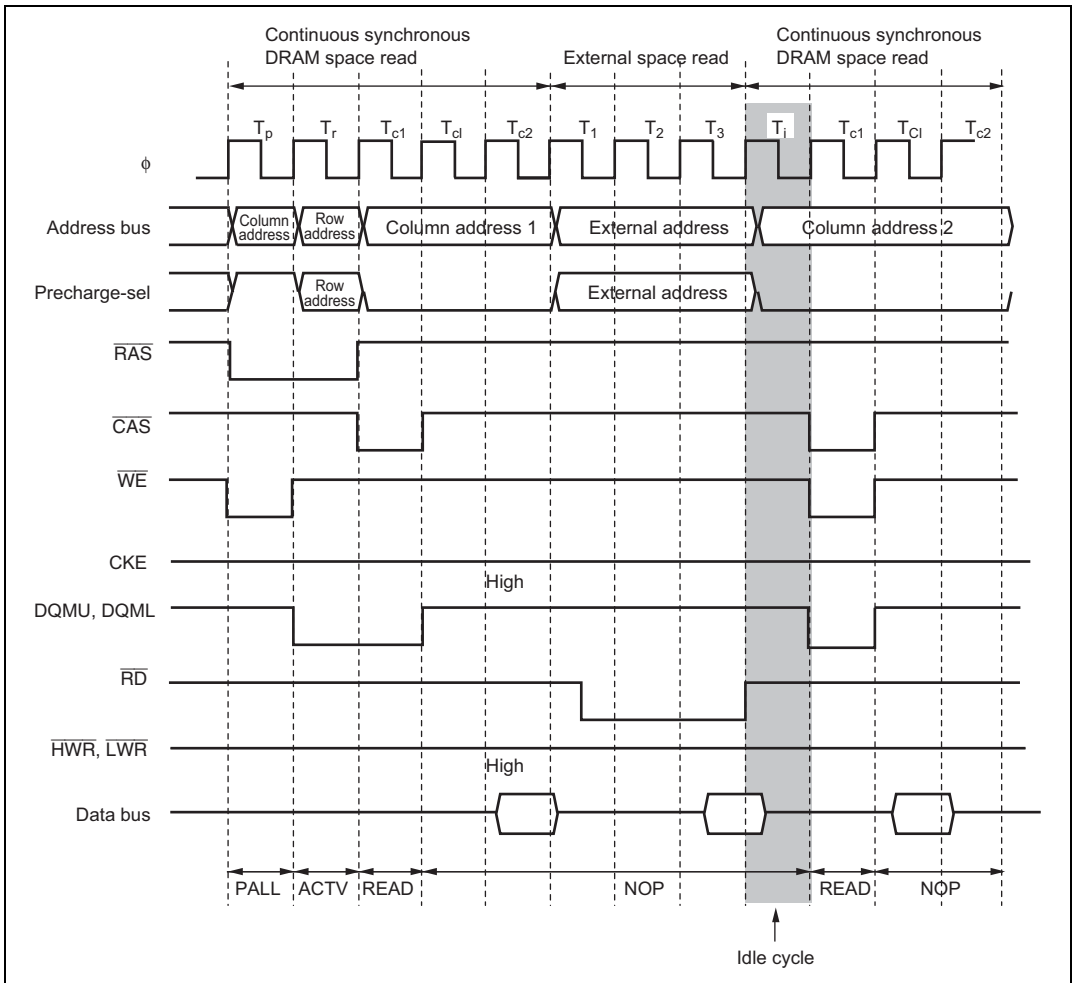 Continuous synchronous
DRAM space read
External space read
Continuous synchronous
DRAM space read
Tp Tr Tc1 Tcl Tc2 T1 T2 T3 Ti Tc1 TCl Tc2
ϕ
Address bus
Column address
Row address
Column address 1
External address
Column address 2
Precharge-sel
Row address
External address
RAS
CAS
WE
CKE
High
DQMU, DQML
RD
HWR, LWR
High
Data bus
PALL ACTV READ NOP READ NOP
Idle cycle